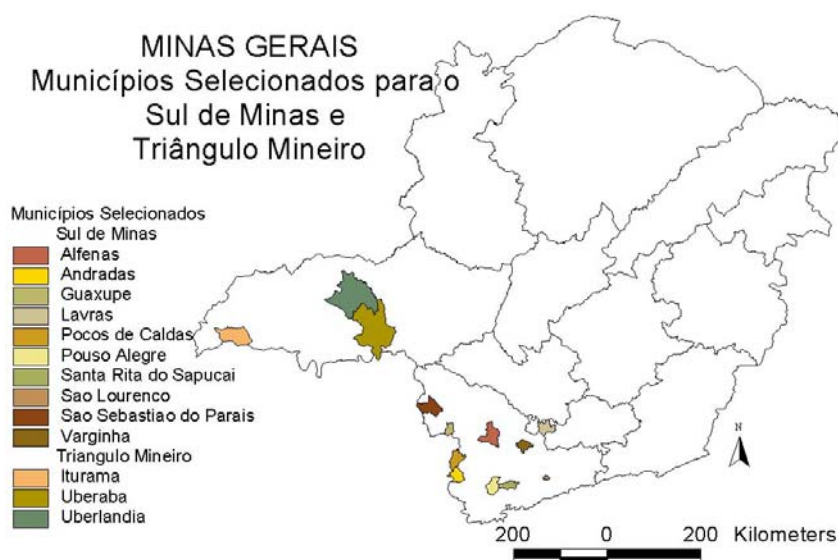 MINAS GERAIS
Municípios Selecionados para o
Sul de Minas e
Triângulo Mineiro
Municípios Selecionados
Sul de Minas
Alfenas
Andradas
Guaxupe
Lavras
Pocos de Caldas
Pouso Alegre
Santa Rita do Sapucai
Sao Lourenco
Sao Sebastiao do Parais
Varginha
Triangulo Mineiro
Iturama
Uberaba
Uberlandia
N
200 0 200 Kilometers